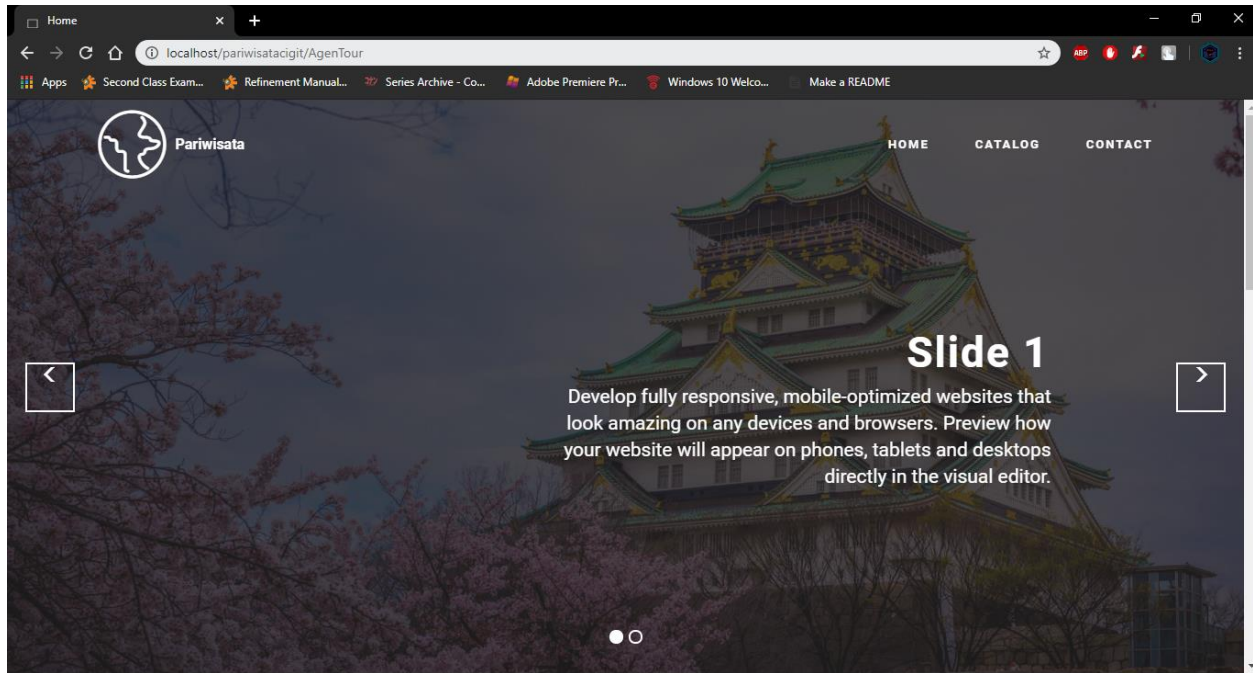 Home
localhost/pariwisatacigit/AgenTour
ABP
Apps
Second Class Exam...
Refinement Manual...
Series Archive - Co...
Adobe Premiere Pr...
Windows 10 Welco...
Make a README
Pariwisata
HOME
CATALOG
CONTACT
Slide 1
Develop fully responsive, mobile-optimized websites that
look amazing on any devices and browsers. Preview how
your website will appear on phones, tablets and desktops
directly in the visual editor.